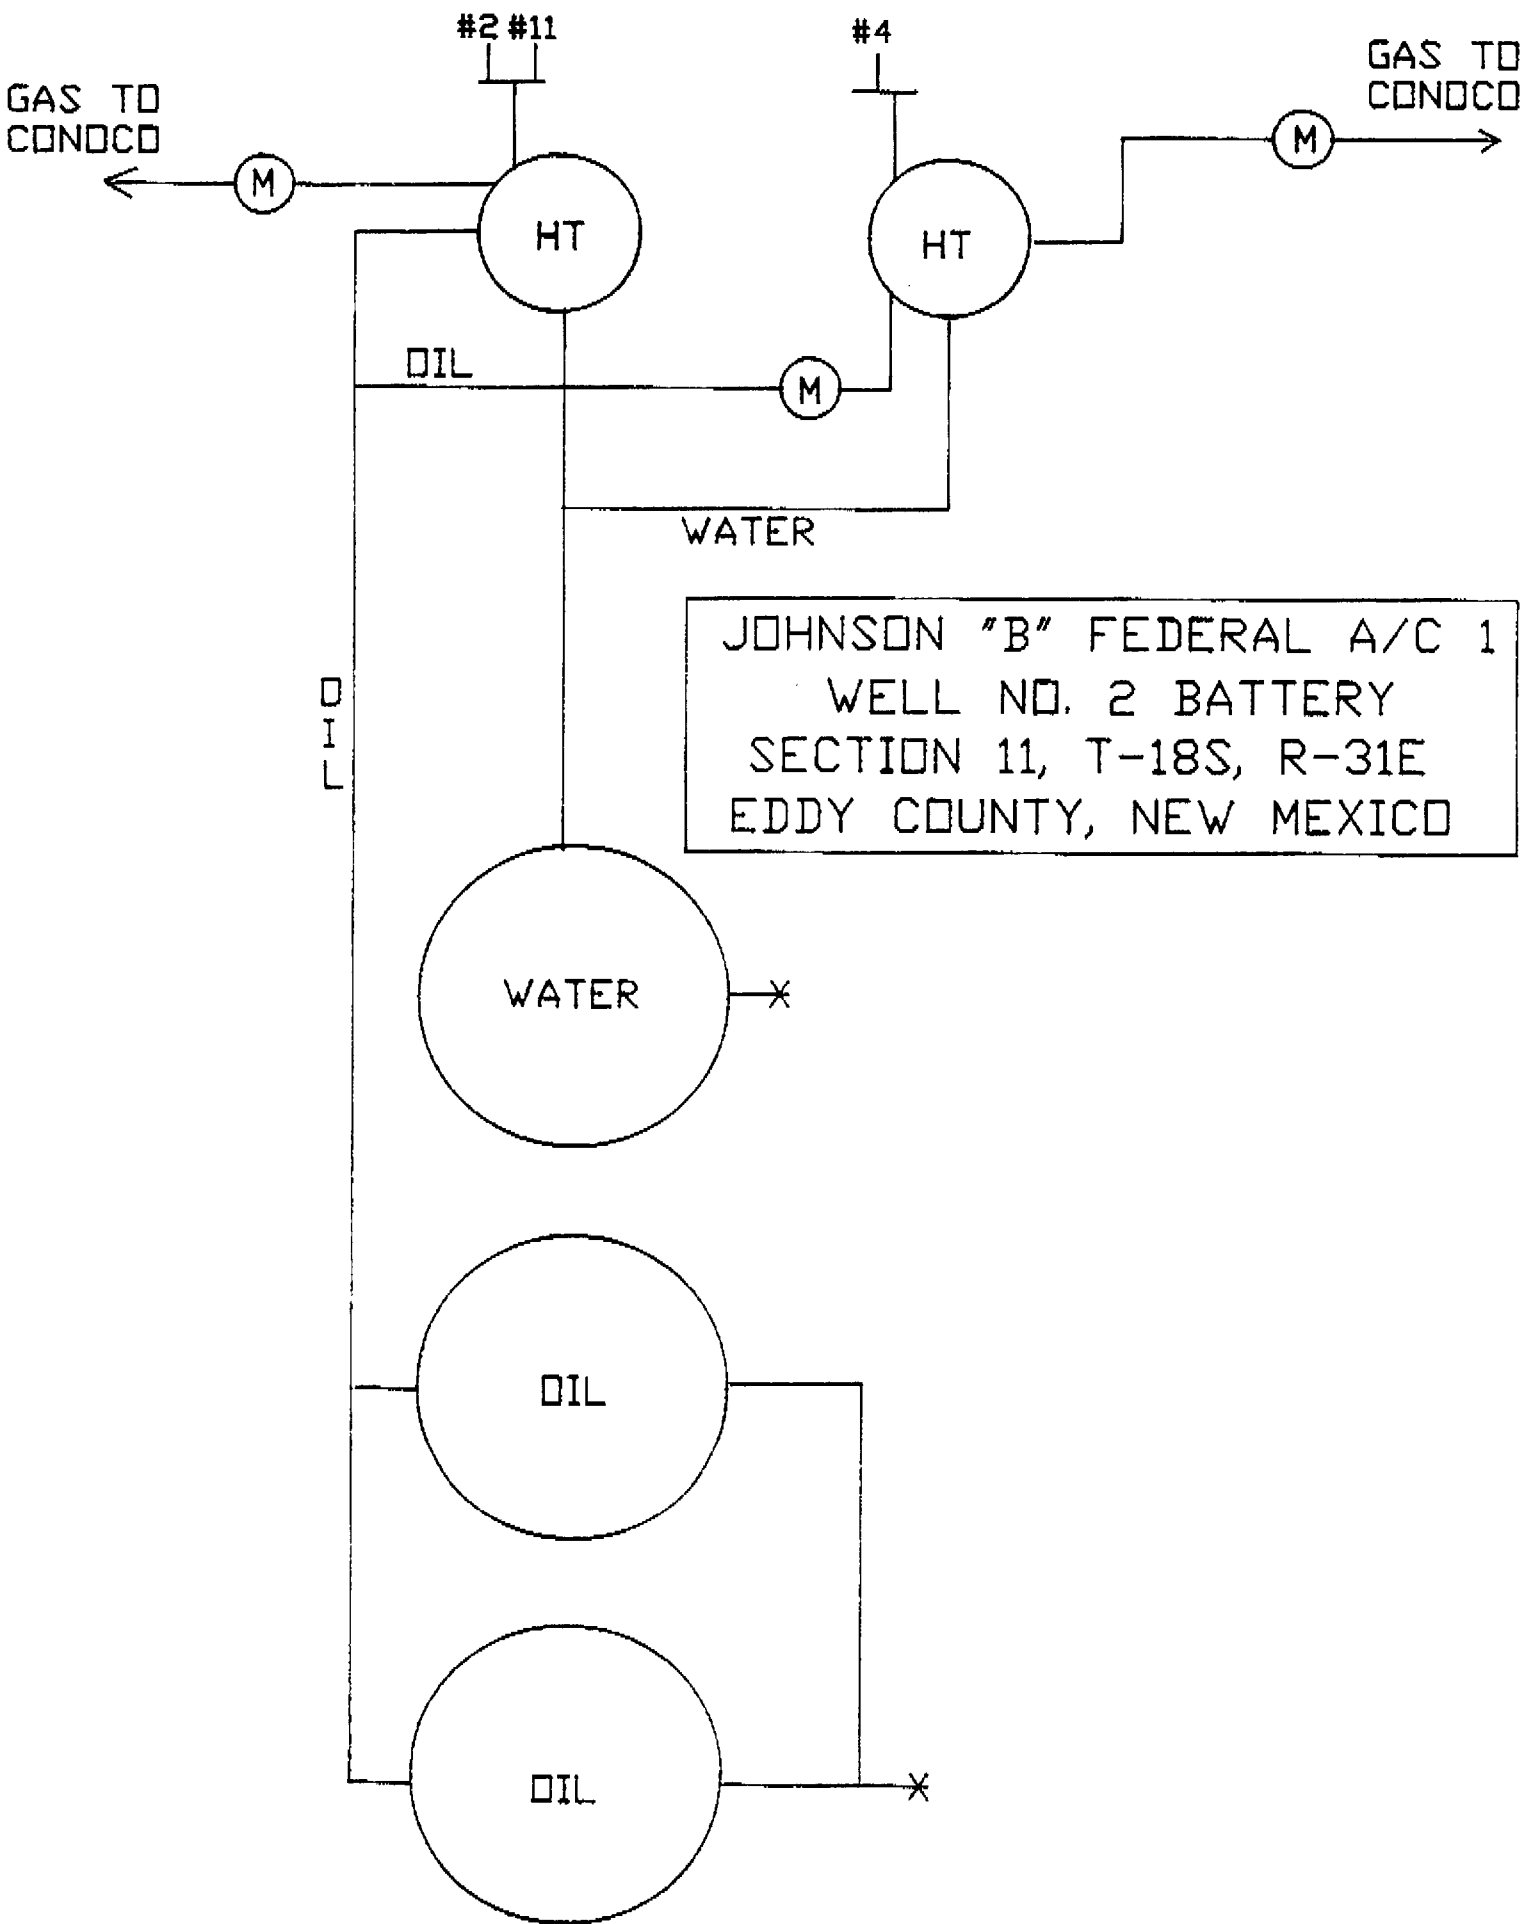 #2 #11
#4
GAS TO
CONOCO
GAS TO
CONOCO
M
M
HT
HT
OIL
M
WATER
JOHNSON "B" FEDERAL A/C 1
WELL NO. 2 BATTERY
SECTION 11, T-18S, R-31E
EDDY COUNTY, NEW MEXICO
O
I
L
WATER
OIL
OIL